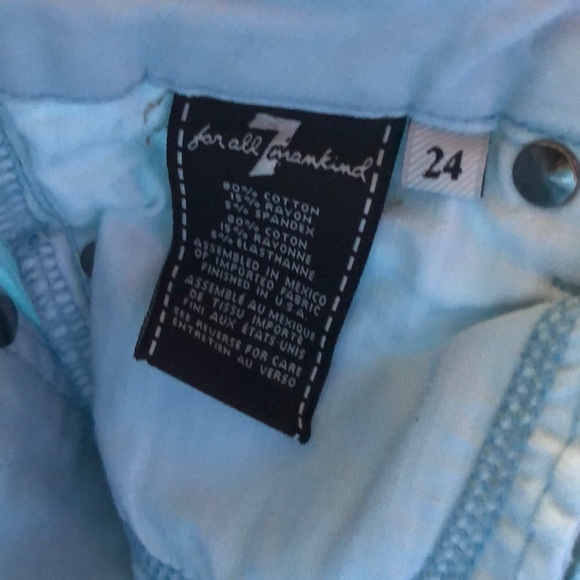 7
for all mankind
24
80% COTTON
15% RAYON
5% SPANDEX
80% COTON
15% RAYONNE
5% ÉLASTHANNE
ASSEMBLED IN MEXICO
OF IMPORTED FABRIC
FINISHED IN U.S.A.
ASSEMBLÉ AU MEXIQUE
DE TISSU IMPORTÉ
FINI AUX ÉTATS UNIS
SEE REVERSE FOR CARE
ENTRETIEN AU VERSO